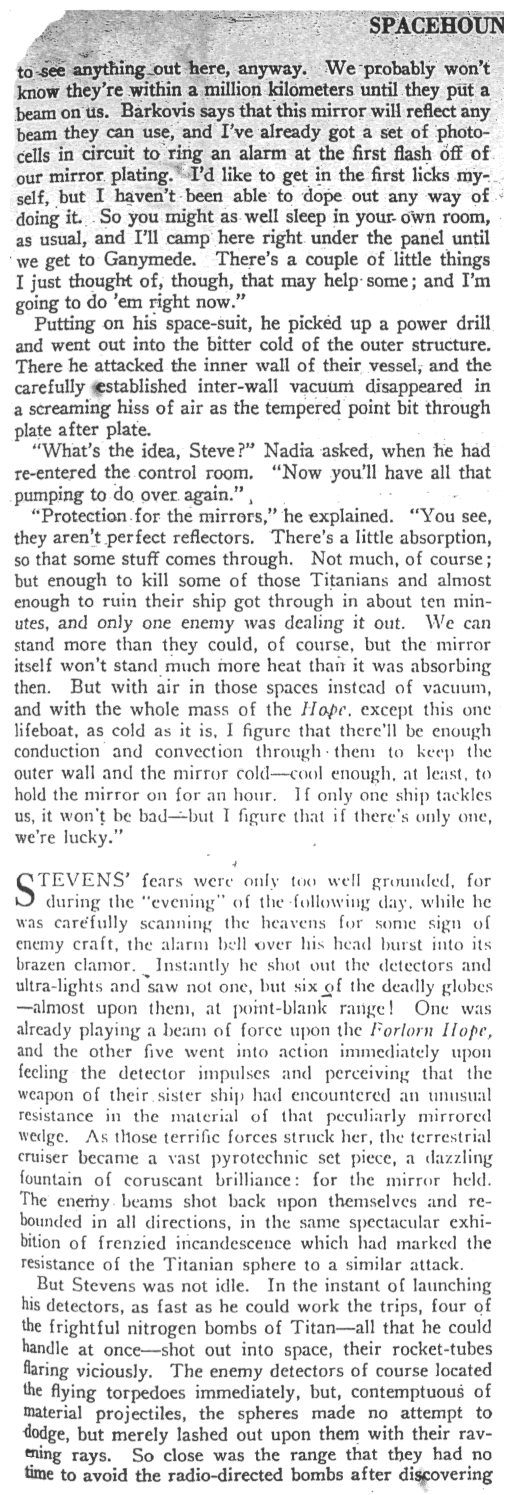 SPACEHOUN
to see anything out here, anyway. We probably won't
know they're within a million kilometers until they put a
beam on us. Barkovis says that this mirror will reflect any
beam they can use, and I've already got a set of photo-
cells in circuit to ring an alarm at the first flash off of
our mirror plating. I'd like to get in the first licks my-
self, but I haven't been able to dope out any way of
doing it. So you might as well sleep in your own room,
as usual, and I'll camp here right under the panel until
we get to Ganymede. There's a couple of little things
I just thought of, though, that may help some; and I'm
going to do 'em right now."
Putting on his space-suit, he picked up a power drill
and went out into the bitter cold of the outer structure.
There he attacked the inner wall of their vessel, and the
carefully established inter-wall vacuum disappeared in
a screaming hiss of air as the tempered point bit through
plate after plate.
"What's the idea, Steve?" Nadia asked, when he had
re-entered the control room. "Now you'll have all that
pumping to do over again."
"Protection for the mirrors," he explained. "You see,
they aren't perfect reflectors. There's a little absorption,
so that some stuff comes through. Not much, of course;
but enough to kill some of those Titanians and almost
enough to ruin their ship got through in about ten min-
utes, and only one enemy was dealing it out. We can
stand more than they could, of course, but the mirror
itself won't stand much more heat than it was absorbing
then. But with air in those spaces instead of vacuum,
and with the whole mass of the Hope, except this one
lifeboat, as cold as it is, I figure that there'll be enough
conduction and convection through them to keep the
outer wall and the mirror cold—cool enough, at least, to
hold the mirror on for an hour. If only one ship tackles
us, it won't be bad—but I figure that if there's only one,
we're lucky."
STEVENS' fears were only too well grounded, for
during the "evening" of the following day, while he
was carefully scanning the heavens for some sign of
enemy craft, the alarm bell over his head burst into its
brazen clamor. Instantly he shot out the detectors and
ultra-lights and saw not one, but six of the deadly globes
—almost upon them, at point-blank range! One was
already playing a beam of force upon the Forlorn Hope,
and the other five went into action immediately upon
feeling the detector impulses and perceiving that the
weapon of their sister ship had encountered an unusual
resistance in the material of that peculiarly mirrored
wedge. As those terrific forces struck her, the terrestrial
cruiser became a vast pyrotechnic set piece, a dazzling
fountain of coruscant brilliance: for the mirror held.
The enemy beams shot back upon themselves and re-
bounded in all directions, in the same spectacular exhi-
bition of frenzied incandescence which had marked the
resistance of the Titanian sphere to a similar attack.
But Stevens was not idle. In the instant of launching
his detectors, as fast as he could work the trips, four of
the frightful nitrogen bombs of Titan—all that he could
handle at once—shot out into space, their rocket-tubes
flaring viciously. The enemy detectors of course located
the flying torpedoes immediately, but, contemptuous of
material projectiles, the spheres made no attempt to
dodge, but merely lashed out upon them with their rav-
ening rays. So close was the range that they had no
time to avoid the radio-directed bombs after discovering